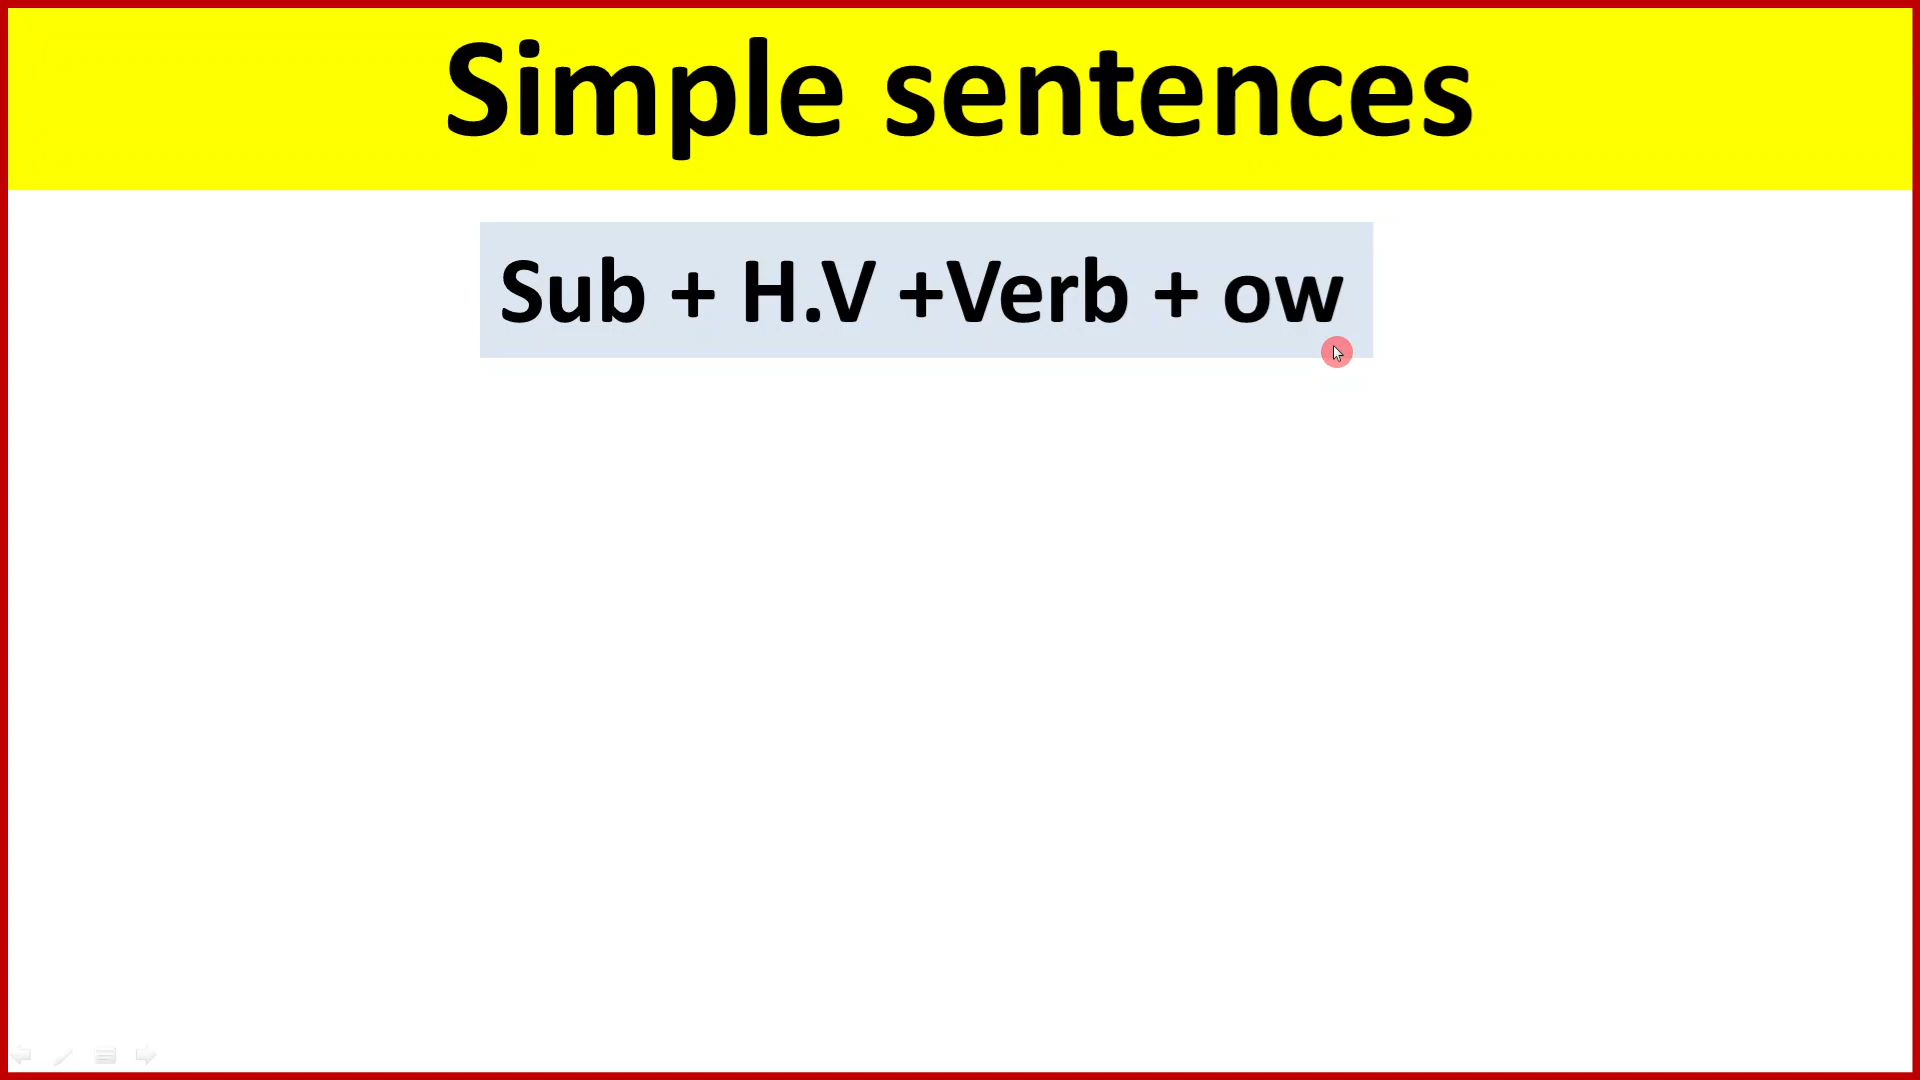 Simple sentences
Sub + H.V +Verb + ow